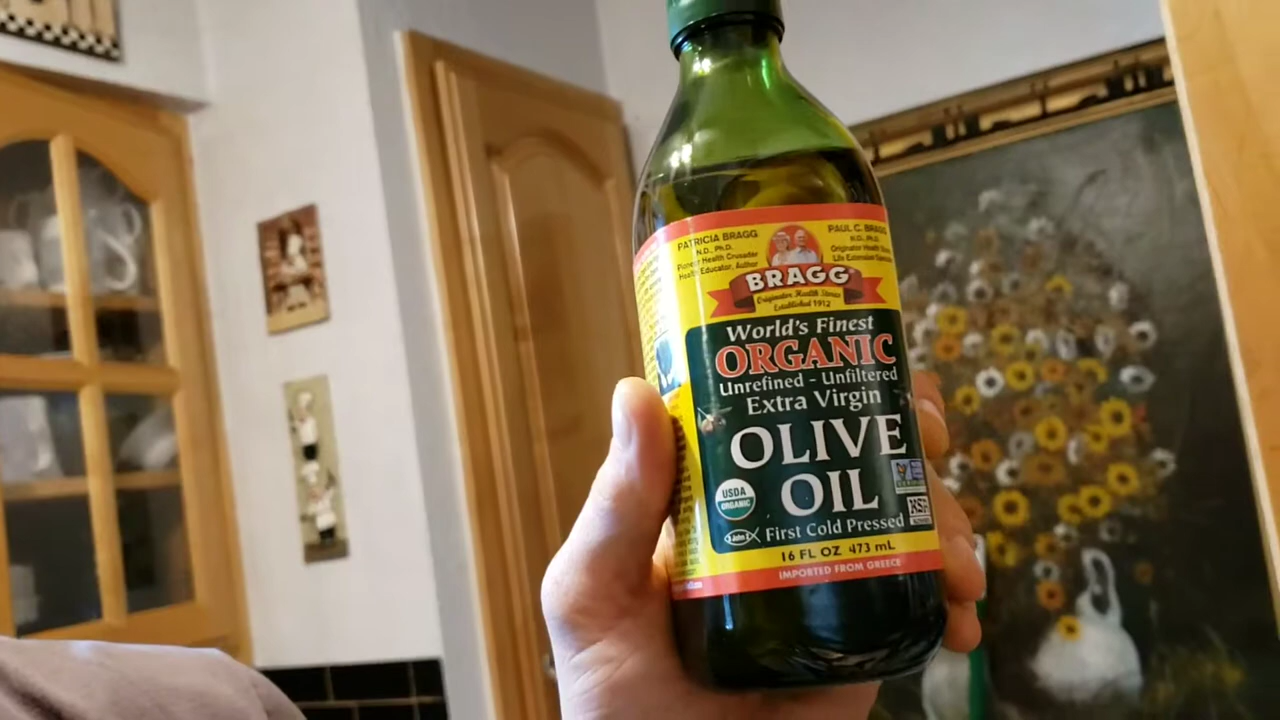 PATRICIA BRAGG
N.D., Ph.D.
Pioneer Health Crusader
Health Educator, Author
PAUL C. BRAGG
N.D., Ph.D.
Originator Health Stores
Life Extension
BRAGG
Originator Health Stores
Established 1912
World's Finest
ORGANIC
Unrefined - Unfiltered
Extra Virgin
OLIVE
OIL
USDA
ORGANIC
KSA
First Cold Pressed
16 FL OZ 473 mL
IMPORTED FROM GREECE